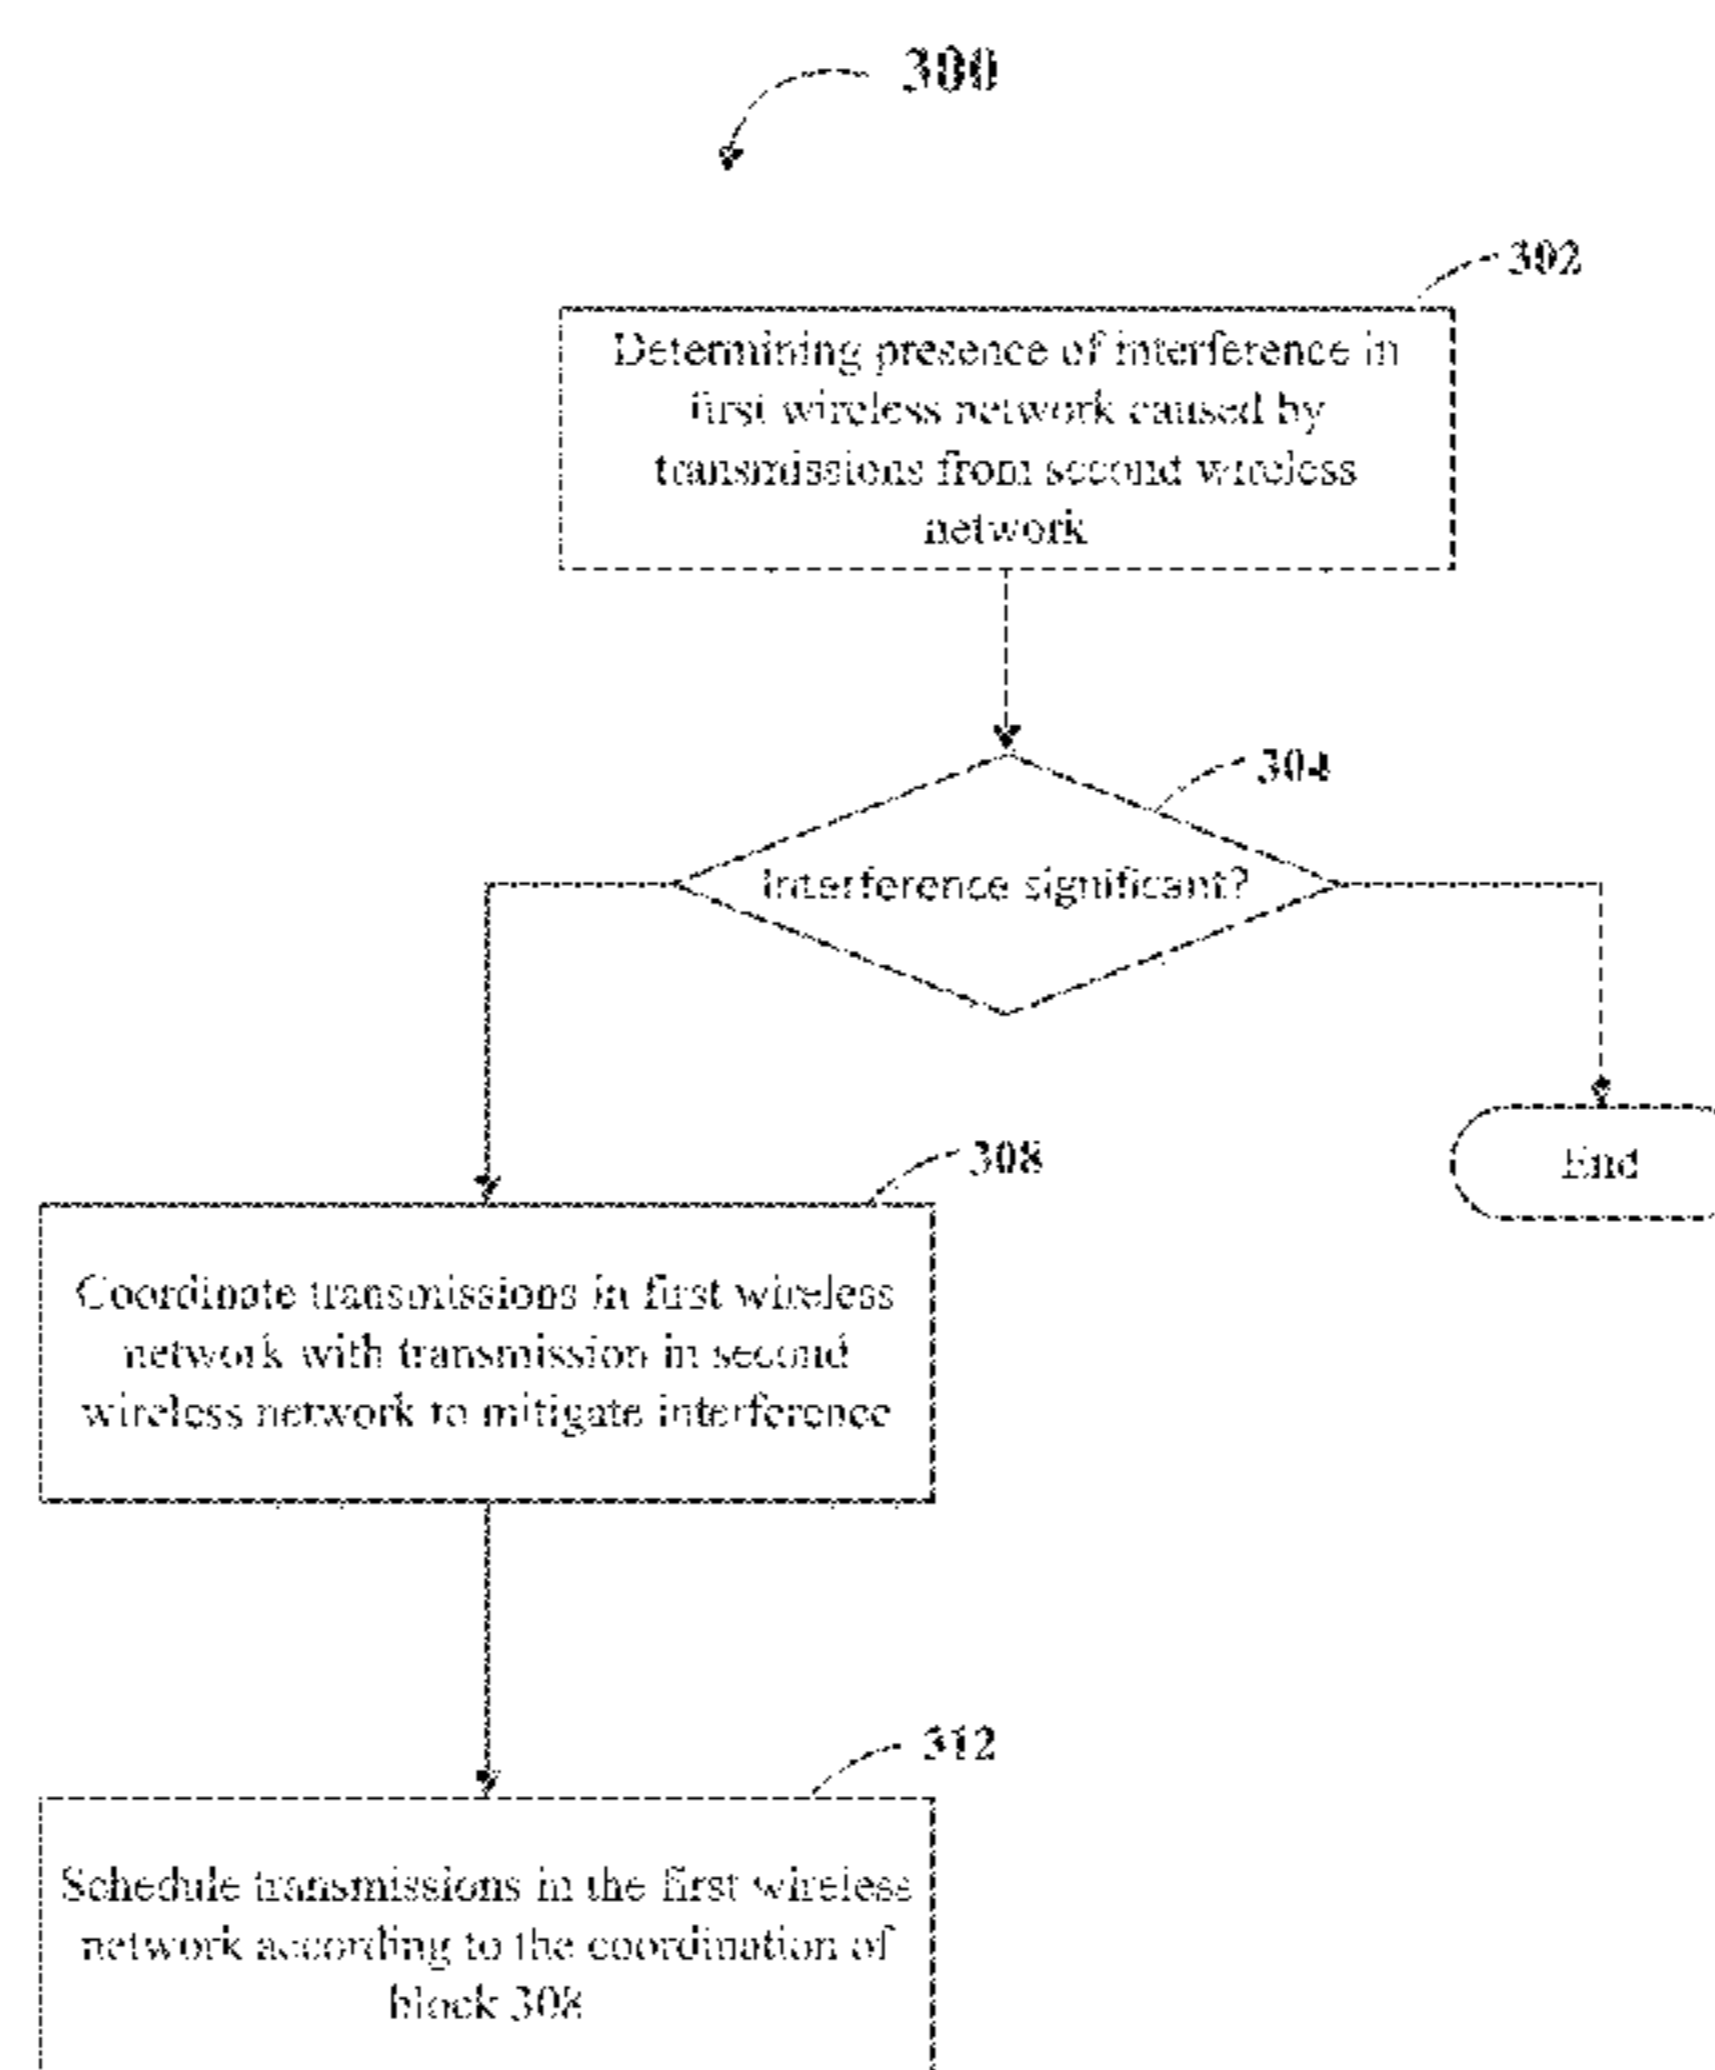 300
302
Determining presence of interference in
first wireless network caused by
transmissions from second wireless
network
304
Interference significant?
308
End
Coordinate transmissions in first wireless
network with transmission in second
wireless network to mitigate interference
312
Schedule transmissions in the first wireless
network according to the coordination of
block 308